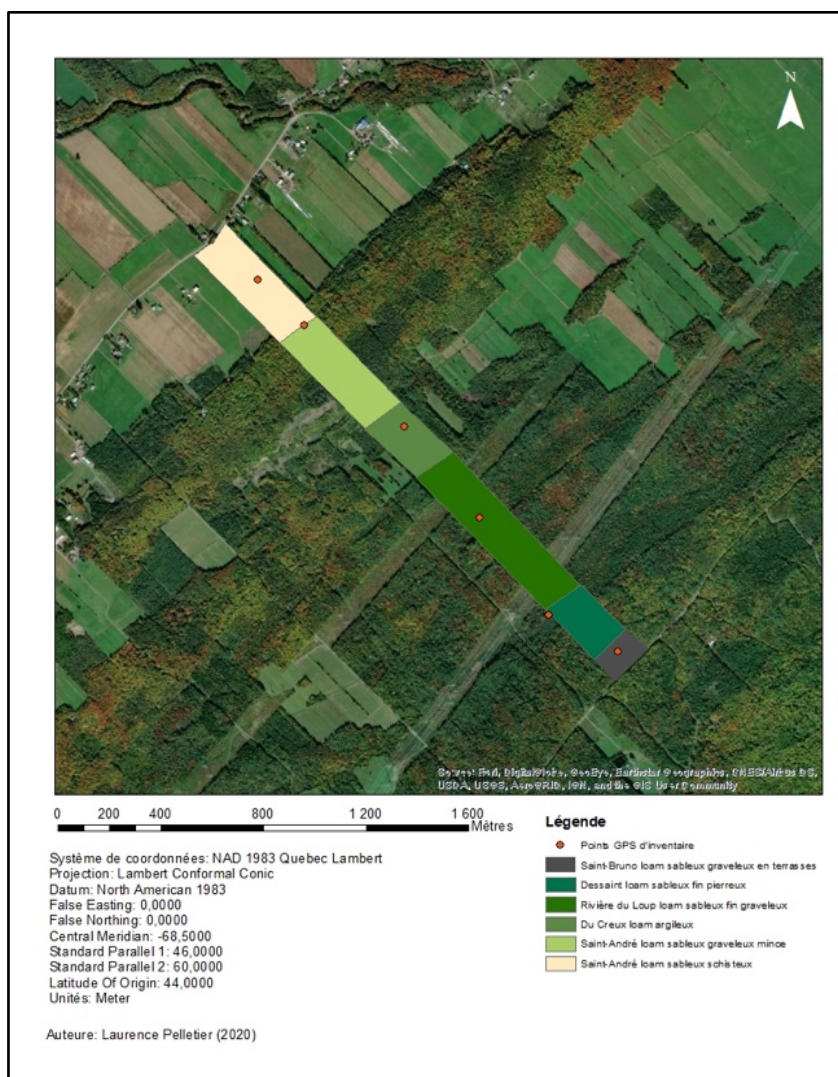 N
Source: Esri, DigitalGlobe, GeoEye, Earthstar Geographics, CNES/Airbus DS,
USDA, USGS, AeroGRID, IGN, and the GIS User Community
0 200 400 800 1 200 1 600
Mètres
Système de coordonnées: NAD 1983 Quebec Lambert
Projection: Lambert Conformal Conic
Datum: North American 1983
False Easting: 0,0000
False Northing: 0,0000
Central Meridian: -68,5000
Standard Parallel 1: 46,0000
Standard Parallel 2: 60,0000
Latitude Of Origin: 44,0000
Unités: Meter
Auteure: Laurence Pelletier (2020)
Légende
Points GPS d'inventaire
Saint-Bruno loam sableux graveleux en terrasses
Dessaint loam sableux fin pierreux
Rivière du Loup loam sableux fin graveleux
Du Creux loam argileux
Saint-André loam sableux graveleux mince
Saint-André loam sableux schisteux